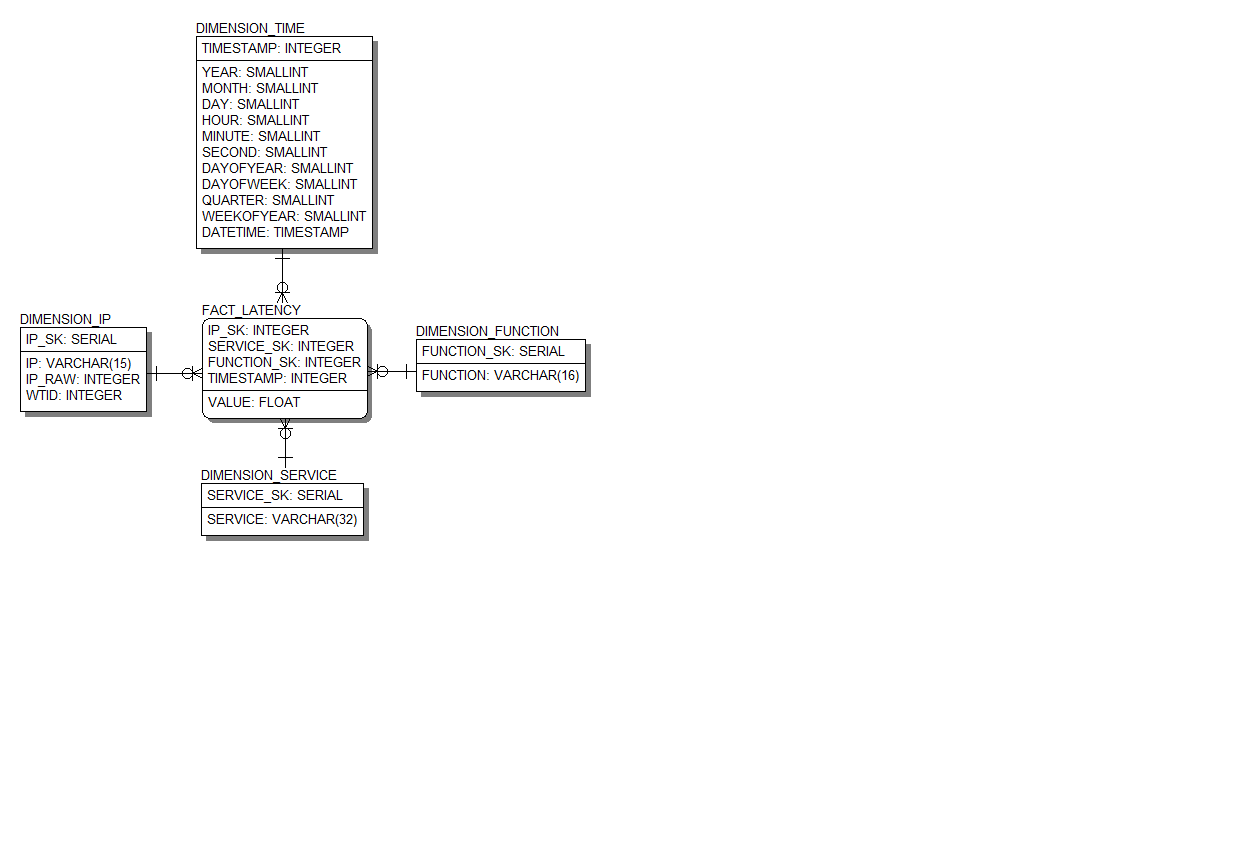 DIMENSION_TIME
TIMESTAMP: INTEGER
YEAR: SMALLINT
MONTH: SMALLINT
DAY: SMALLINT
HOUR: SMALLINT
MINUTE: SMALLINT
SECOND: SMALLINT
DAYOFYEAR: SMALLINT
DAYOFWEEK: SMALLINT
QUARTER: SMALLINT
WEEKOFYEAR: SMALLINT
DATETIME: TIMESTAMP
DIMENSION_IP
IP_SK: SERIAL
IP: VARCHAR(15)
IP_RAW: INTEGER
WTID: INTEGER
FACT_LATENCY
IP_SK: INTEGER
SERVICE_SK: INTEGER
FUNCTION_SK: INTEGER
TIMESTAMP: INTEGER
VALUE: FLOAT
DIMENSION_FUNCTION
FUNCTION_SK: SERIAL
FUNCTION: VARCHAR(16)
DIMENSION_SERVICE
SERVICE_SK: SERIAL
SERVICE: VARCHAR(32)